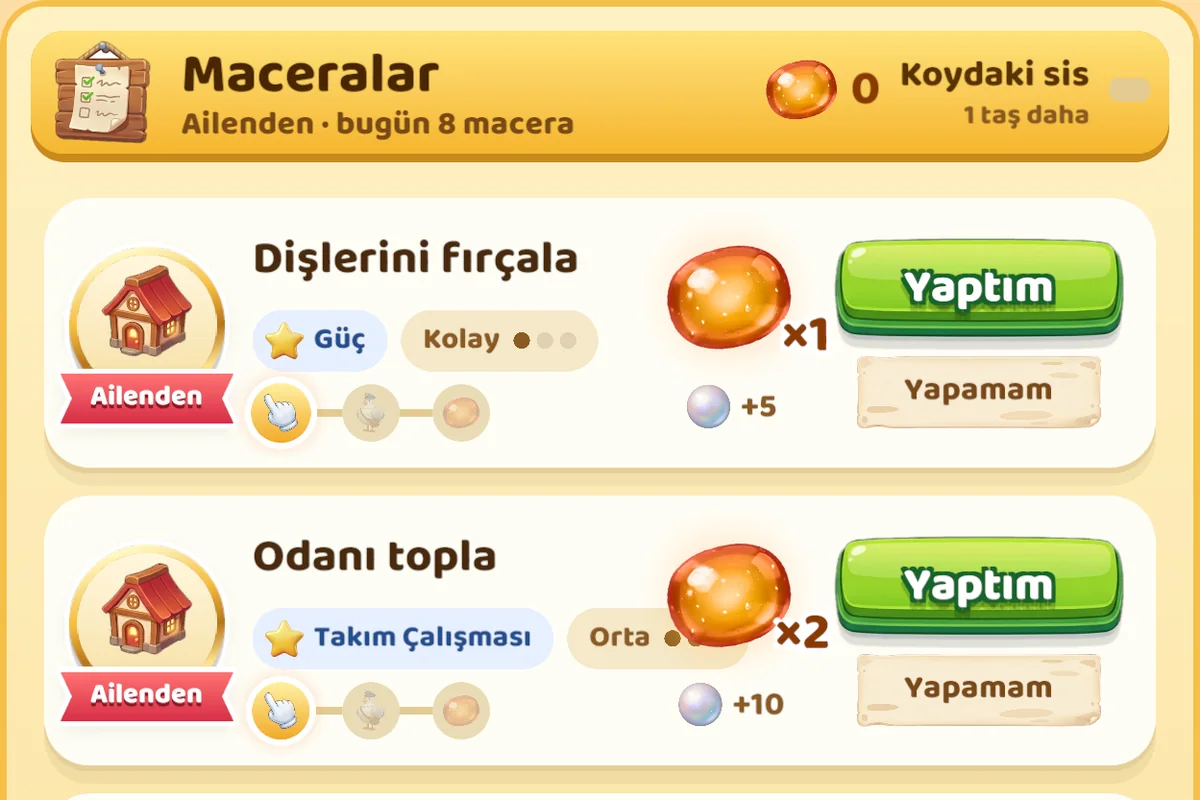 Maceralar
Ailenden · bugün 8 macera
0
Koydaki sis
1 taş daha
Dişlerini fırçala
Güç
Kolay
Ailenden
×1
+5
Yaptım
Yapamam
Odanı topla
Takım Çalışması
Orta
Ailenden
×2
+10
Yaptım
Yapamam